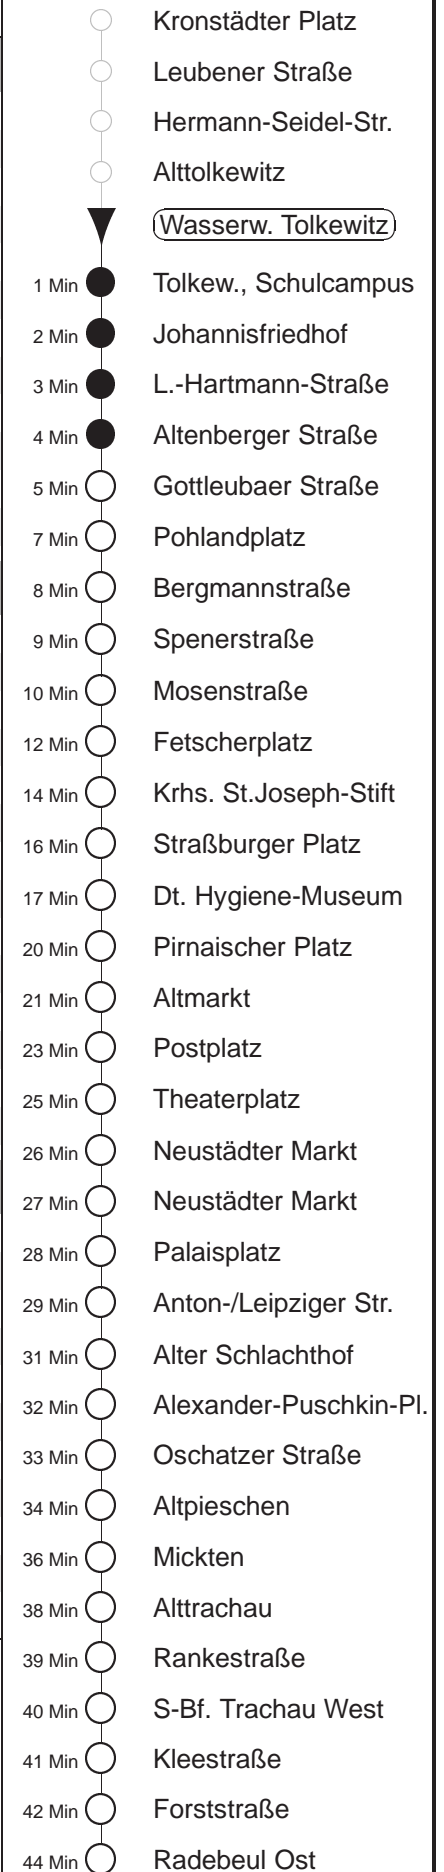 Kronstädter Platz
Leubener Straße
Hermann-Seidel-Str.
Alttolkewitz
Wasserw. Tolkewitz
1 Min Tolkew., Schulcampus
2 Min Johannisfriedhof
3 Min L.-Hartmann-Straße
4 Min Altenberger Straße
5 Min Gottleubaer Straße
7 Min Pohlandplatz
8 Min Bergmannstraße
9 Min Spenerstraße
10 Min Mosenstraße
12 Min Fetscherplatz
14 Min Krhs. St.Joseph-Stift
16 Min Straßburger Platz
17 Min Dt. Hygiene-Museum
20 Min Pirnaischer Platz
21 Min Altmarkt
23 Min Postplatz
25 Min Theaterplatz
26 Min Neustädter Markt
27 Min Neustädter Markt
28 Min Palaisplatz
29 Min Anton-/Leipziger Str.
31 Min Alter Schlachthof
32 Min Alexander-Puschkin-Pl.
33 Min Oschatzer Straße
34 Min Altpieschen
36 Min Mickten
38 Min Alttrachau
39 Min Rankestraße
40 Min S-Bf. Trachau West
41 Min Kleestraße
42 Min Forststraße
44 Min Radebeul Ost